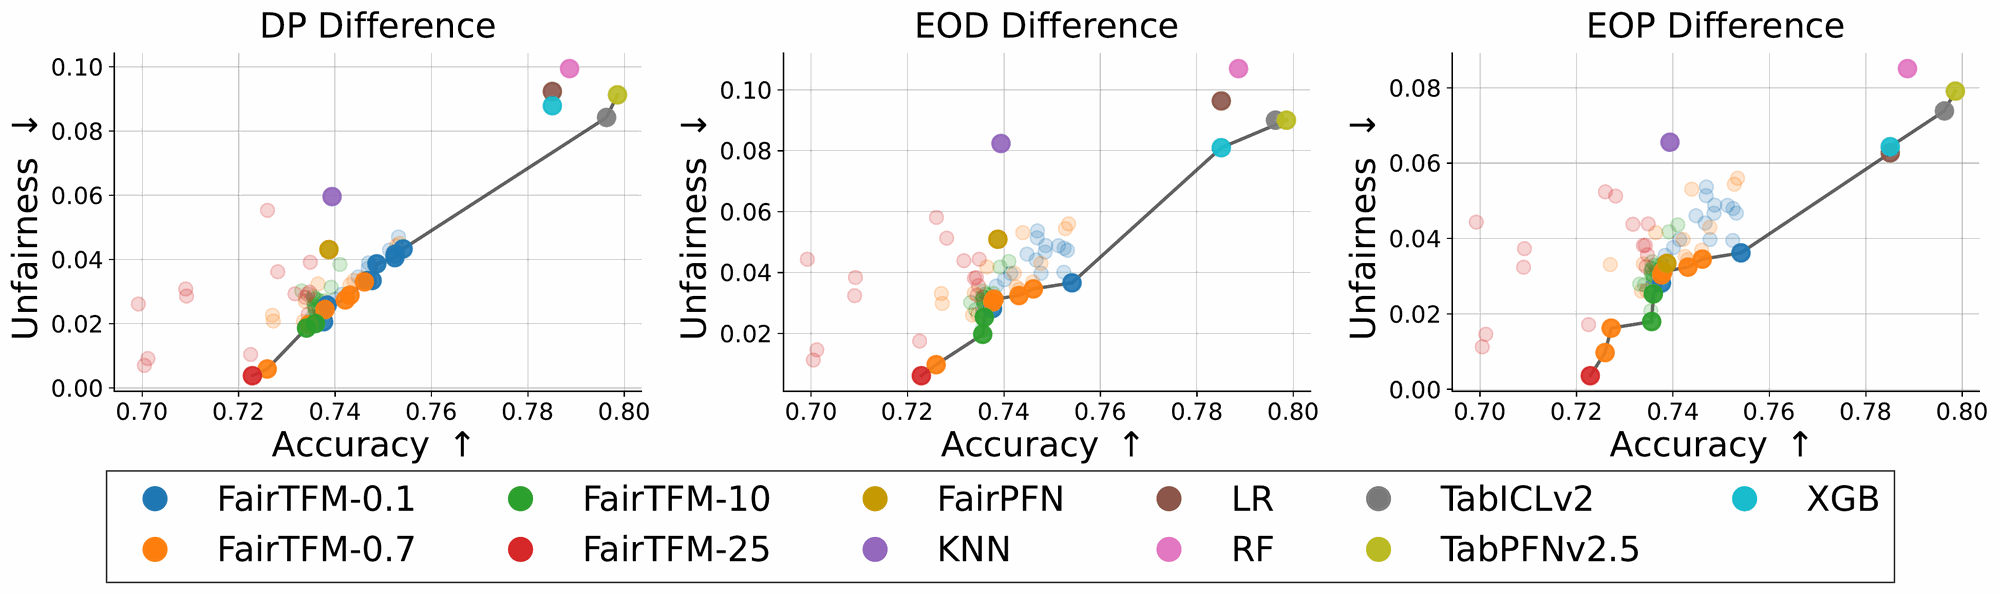 DP Difference
EOD Difference
EOP Difference
Unfairness ↓
0.10
0.08
0.06
0.04
0.02
0.00
0.70 0.72 0.74 0.76 0.78 0.80
Accuracy ↑
Unfairness ↓
0.10
0.08
0.06
0.04
0.02
0.70 0.72 0.74 0.76 0.78 0.80
Accuracy ↑
Unfairness ↓
0.08
0.06
0.04
0.02
0.00
0.70 0.72 0.74 0.76 0.78 0.80
Accuracy ↑
FairTFM-0.1 FairTFM-10 FairPFN LR TabICLv2 XGB
FairTFM-0.7 FairTFM-25 KNN RF TabPFNv2.5